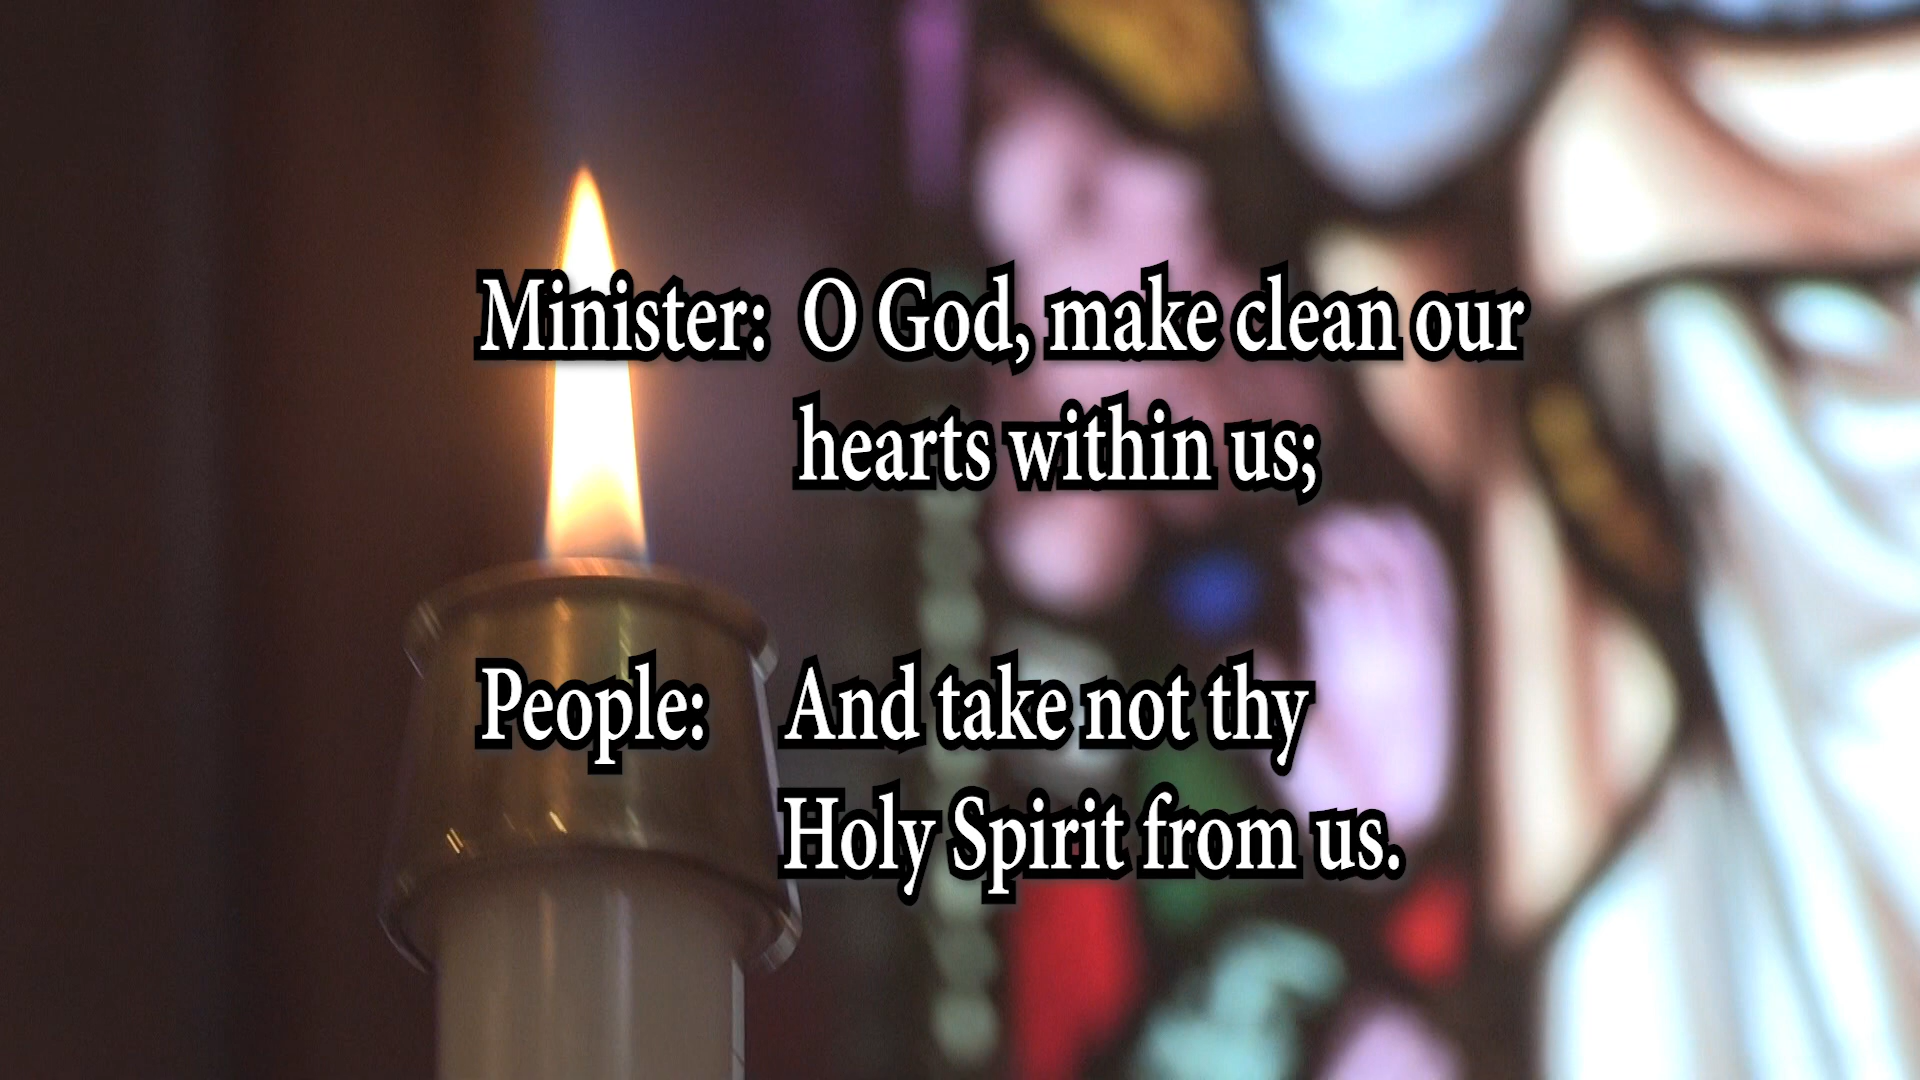 Minister: O God, make clean our
hearts within us;
People: And take not thy
Holy Spirit from us.